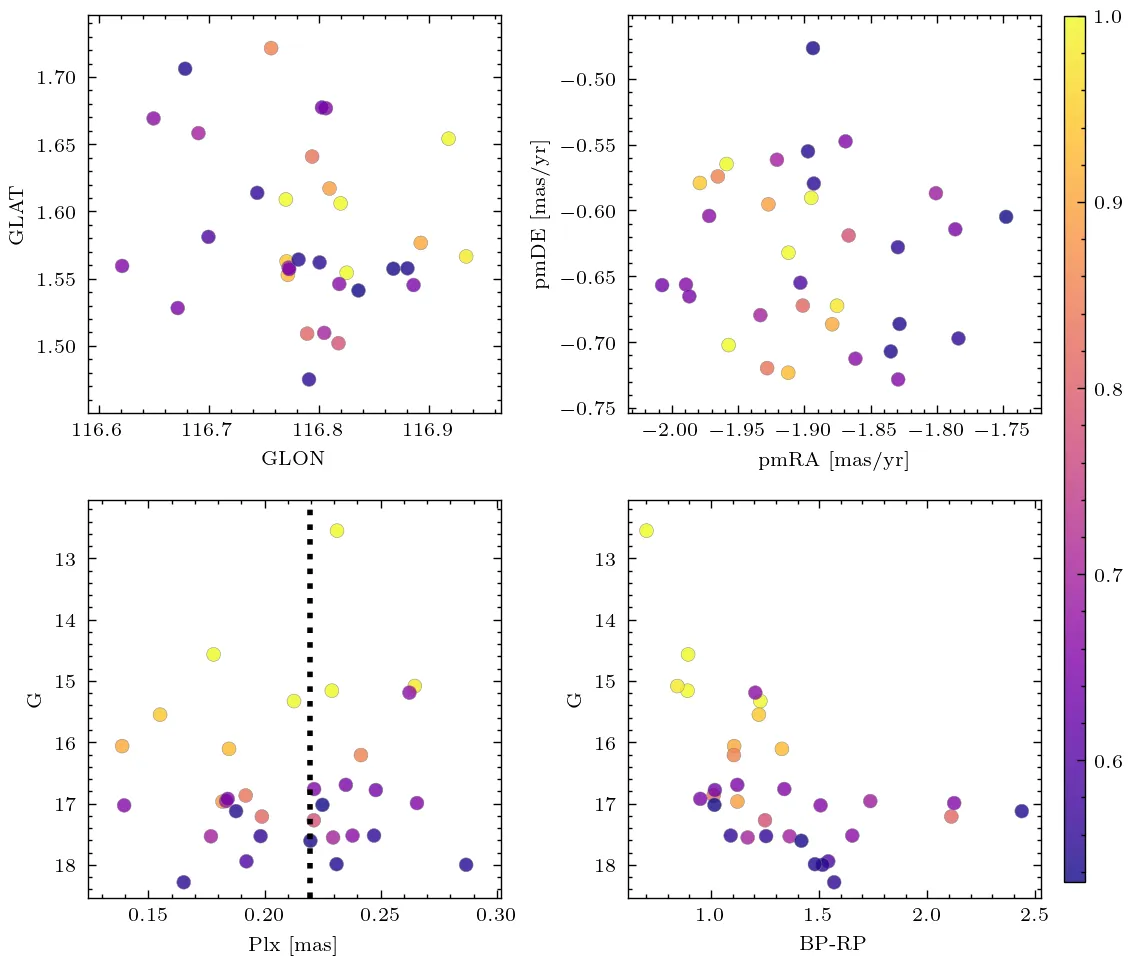 1.70
1.65
1.60
1.55
1.50
GLAT
116.6 116.7 116.8 116.9
GLON
−0.50
−0.55
−0.60
−0.65
−0.70
−0.75
pmDE [mas/yr]
−2.00 −1.95 −1.90 −1.85 −1.80 −1.75
pmRA [mas/yr]
1.0
0.9
0.8
0.7
0.6
13
14
15
16
17
18
G
0.15 0.20 0.25 0.30
Plx [mas]
13
14
15
16
17
18
G
1.0 1.5 2.0 2.5
BP-RP